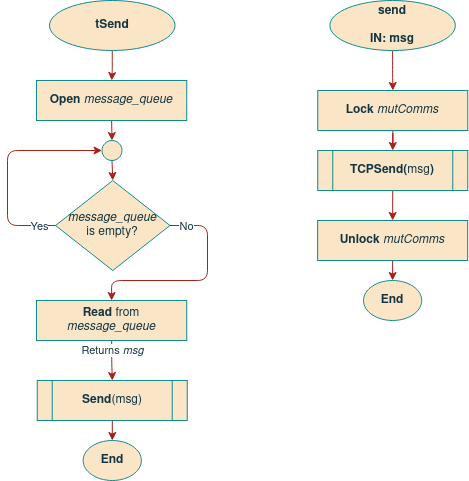 tSend
Open message_queue
message_queue
is empty?
Yes
No
Read from
message_queue
Returns msg
Send(msg)
End
send
IN: msg
Lock mutComms
TCPSend(msg)
Unlock mutComms
End